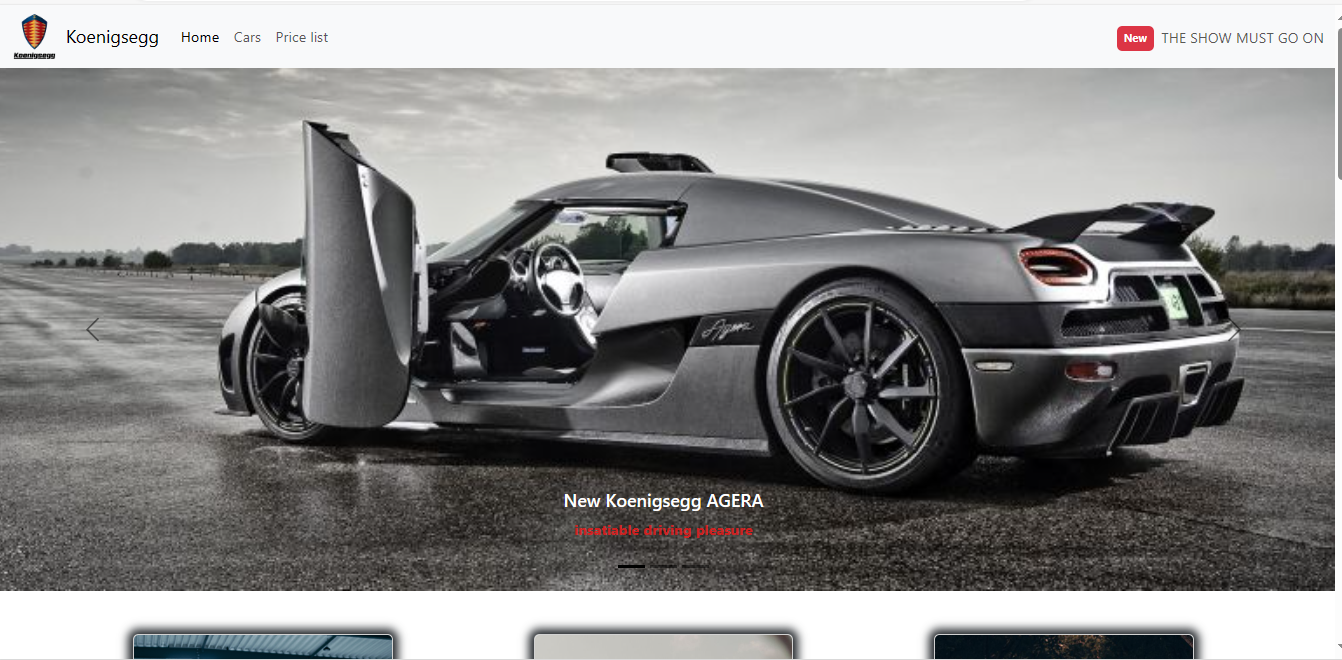 Koenigsegg
Koenigsegg Home Cars Price list
New THE SHOW MUST GO ON
Agera
New Koenigsegg AGERA
insatiable driving pleasure